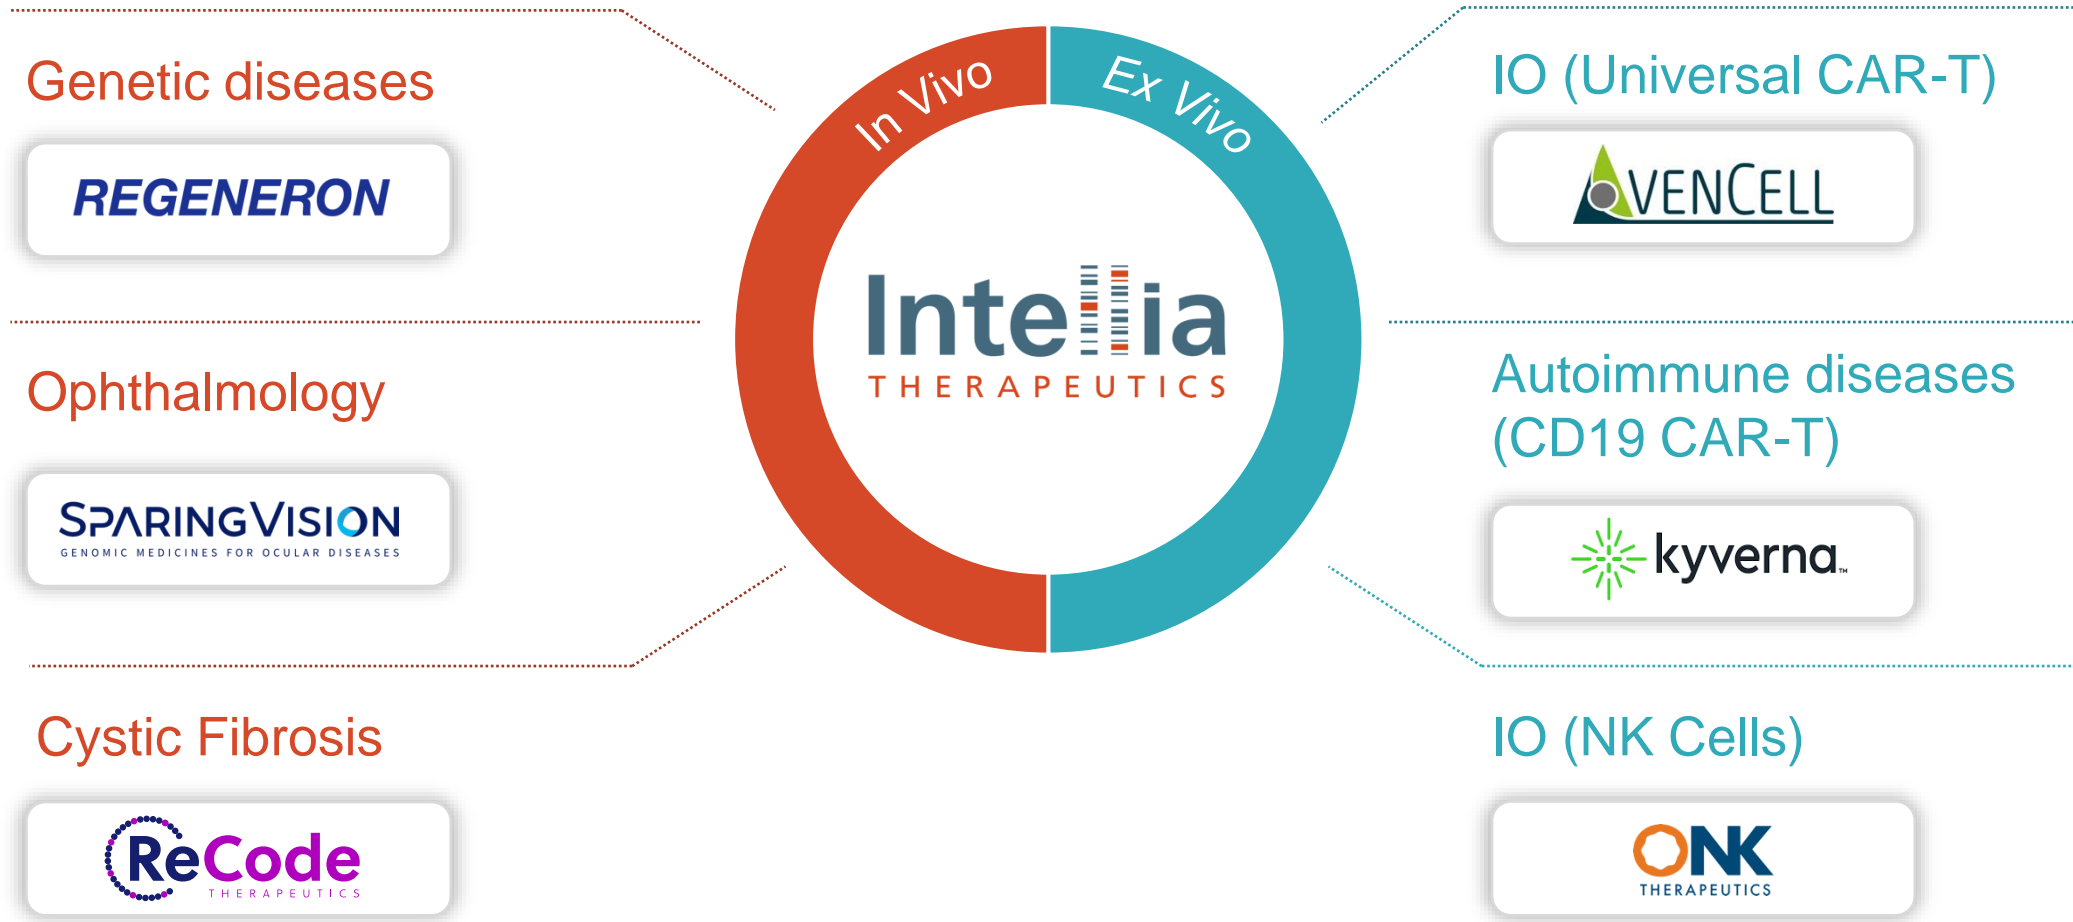 Genetic diseases
REGENERON
Ophthalmology
SPARINGVISION
GENOMIC MEDICINES FOR OCULAR DISEASES
Cystic Fibrosis
ReCode
THERAPEUTICS
In Vivo
Ex Vivo
Intellia
THERAPEUTICS
IO (Universal CAR-T)
AVENCELL
Autoimmune diseases
(CD19 CAR-T)
kyverna™
IO (NK Cells)
ONK
THERAPEUTICS